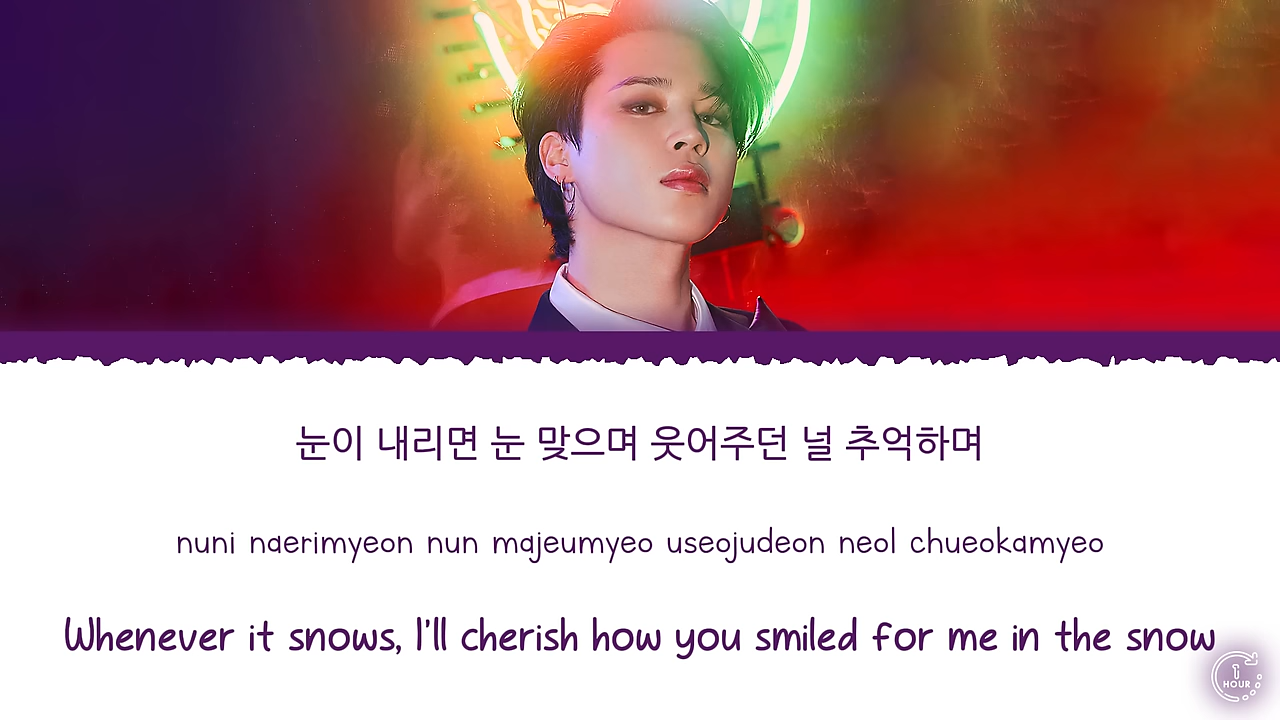 눈이 내리면 눈 맞으며 웃어주던 널 추억하며
nuni naerimyeon nun majeumyeo useojudeon neol chueokamyeo
Whenever it snows, I'll cherish how you smiled for me in the snow
1
HOUR